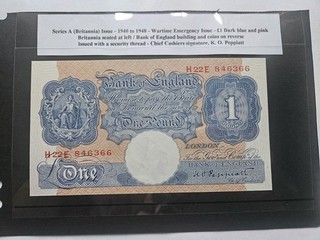 Series A (Britannia) Issue - 1940 to 1948 - Wartime Emergency Issue - £1 Dark blue and pink
Britannia seated at left / Bank of England building and coins on reverse
Issued with a security thread - Chief Cashiers signature, K. O. Peppiatt
H22E 846366
Bank of England
One Pound
1
LONDON
H22E 846366
One
K.O. Peppiatt